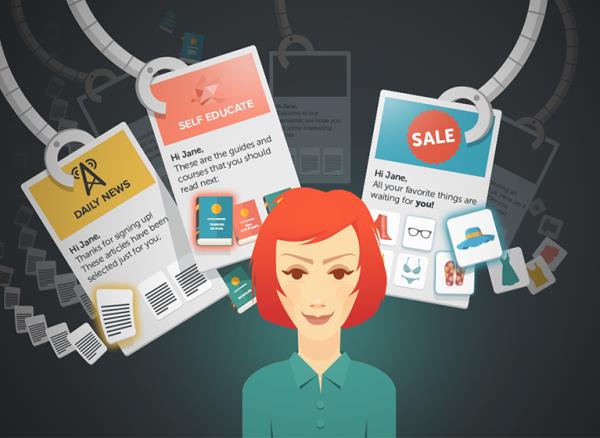 DAILY NEWS
Hi Jane,
Thanks for signing up!
These articles have been
selected just for you:
SELF EDUCATE
Hi Jane,
These are the guides and
courses that you should
read next:
Hi Jane,
SALE
Hi Jane,
All your favorite things are
waiting for you!